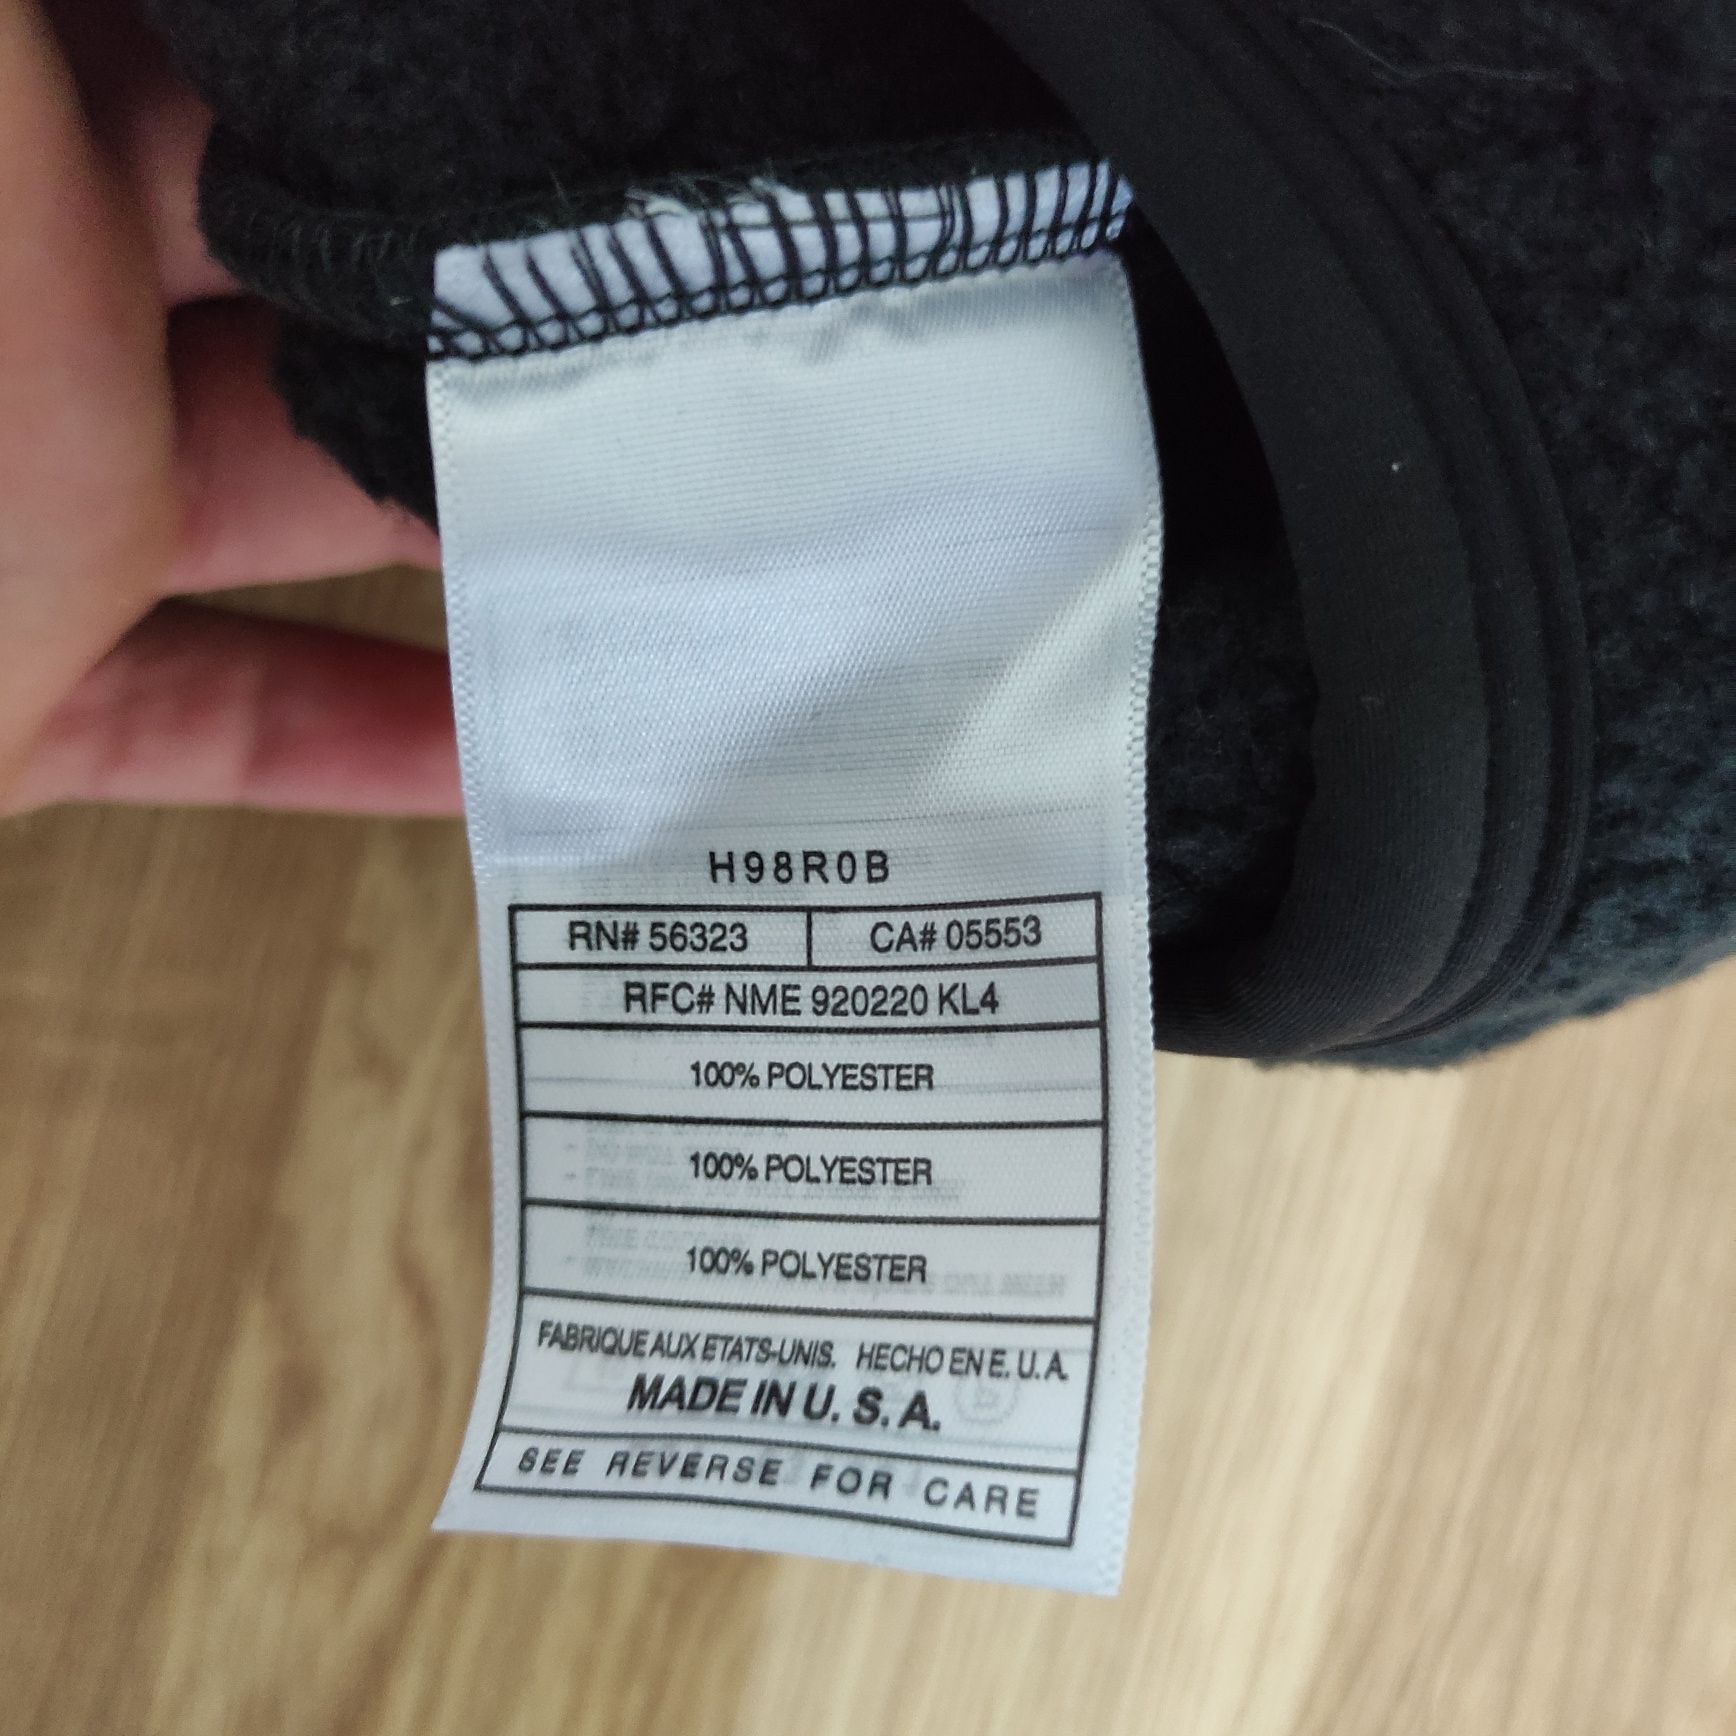 H98R0B
RN# 56323 CA# 05553
RFC# NME 920220 KL4
100% POLYESTER
100% POLYESTER
100% POLYESTER
FABRIQUE AUX ETATS-UNIS. HECHO EN E. U. A.
MADE IN U. S. A.
SEE REVERSE FOR CARE